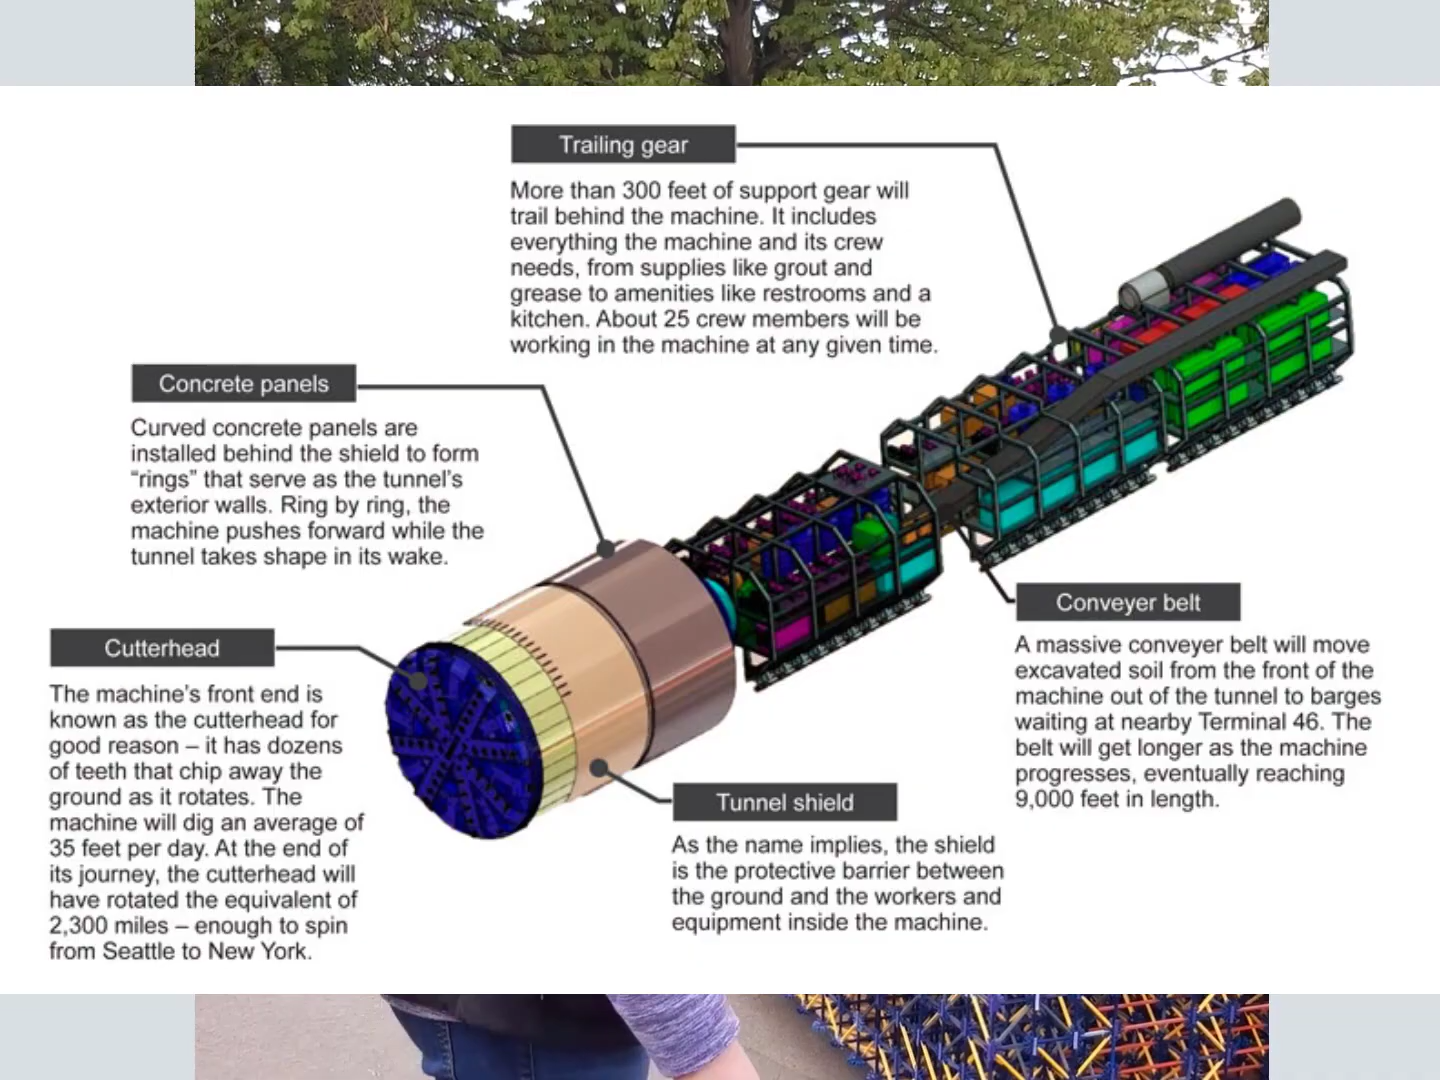 Trailing gear
More than 300 feet of support gear will
trail behind the machine. It includes
everything the machine and its crew
needs, from supplies like grout and
grease to amenities like restrooms and a
kitchen. About 25 crew members will be
working in the machine at any given time.
Concrete panels
Curved concrete panels are
installed behind the shield to form
“rings” that serve as the tunnel’s
exterior walls. Ring by ring, the
machine pushes forward while the
tunnel takes shape in its wake.
Cutterhead
The machine’s front end is
known as the cutterhead for
good reason – it has dozens
of teeth that chip away the
ground as it rotates. The
machine will dig an average of
35 feet per day. At the end of
its journey, the cutterhead will
have rotated the equivalent of
2,300 miles – enough to spin
from Seattle to New York.
Tunnel shield
As the name implies, the shield
is the protective barrier between
the ground and the workers and
equipment inside the machine.
Conveyer belt
A massive conveyer belt will move
excavated soil from the front of the
machine out of the tunnel to barges
waiting at nearby Terminal 46. The
belt will get longer as the machine
progresses, eventually reaching
9,000 feet in length.